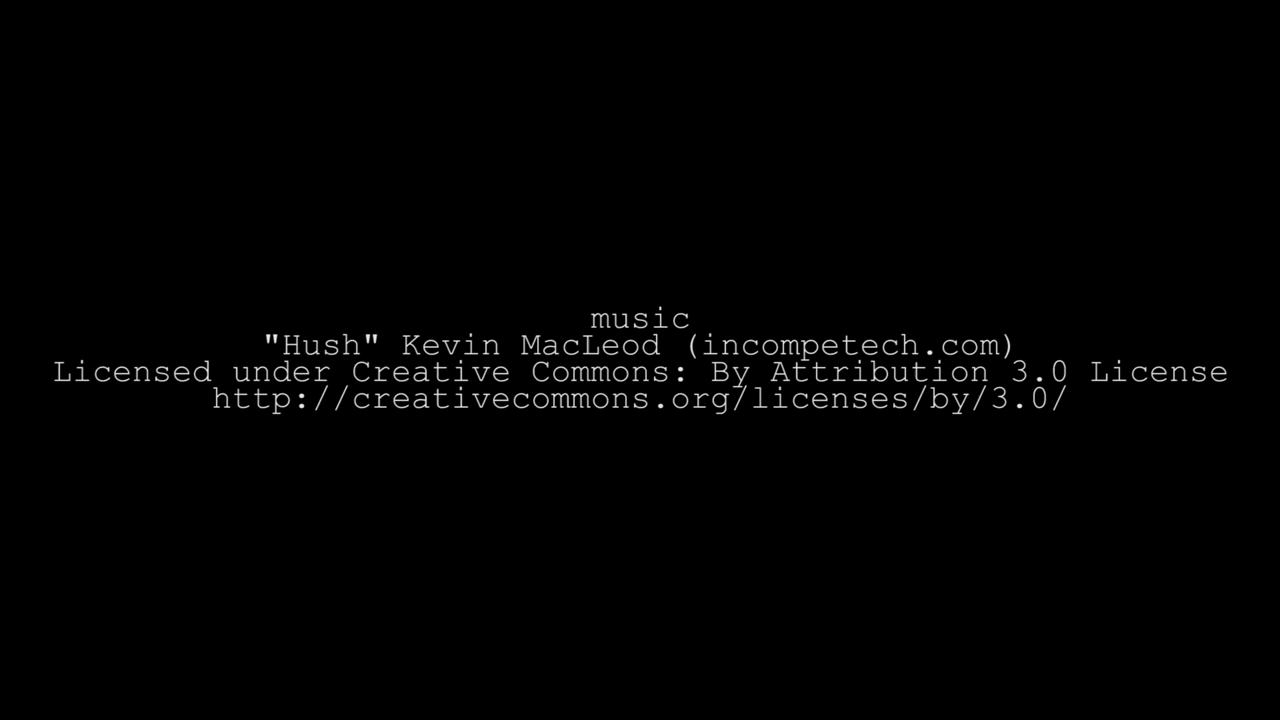 music
"Hush" Kevin MacLeod (incompetech.com)
Licensed under Creative Commons: By Attribution 3.0 License
http://creativecommons.org/licenses/by/3.0/